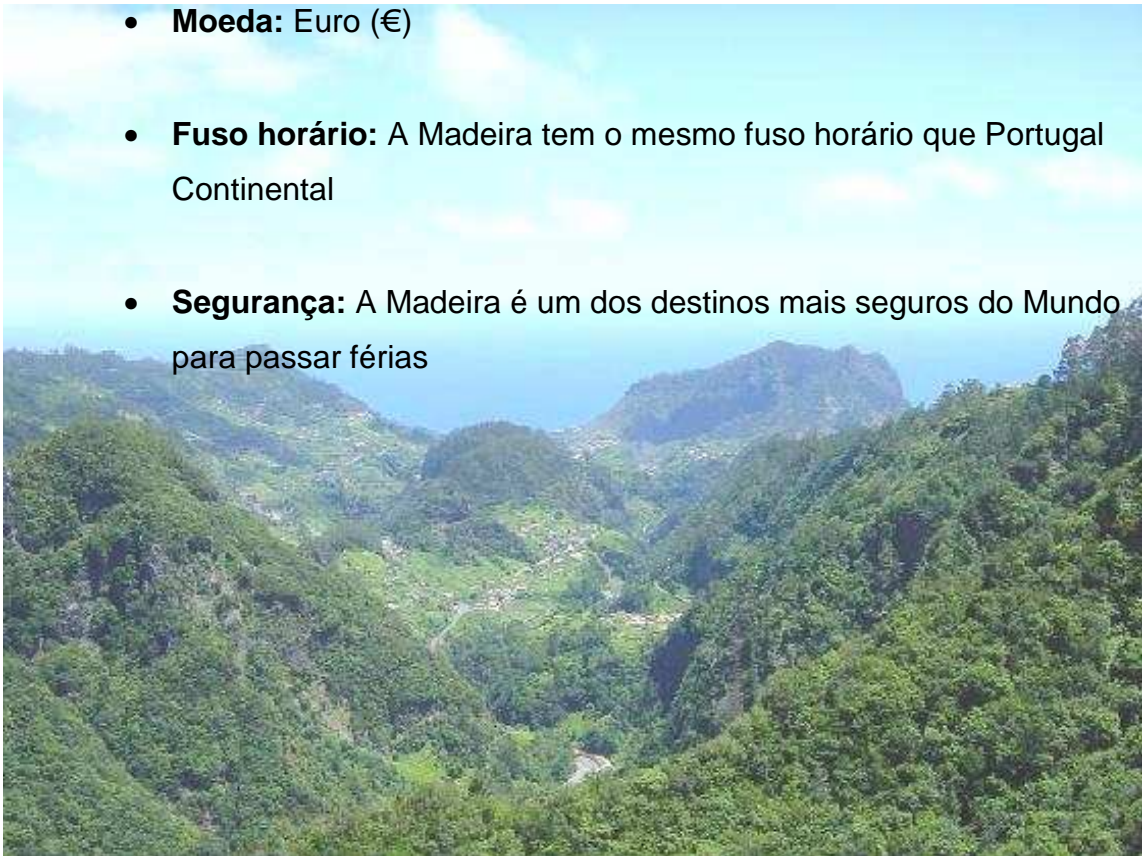 • Moeda: Euro (€)
• Fuso horário: A Madeira tem o mesmo fuso horário que Portugal
Continental
• Segurança: A Madeira é um dos destinos mais seguros do Mundo
para passar férias